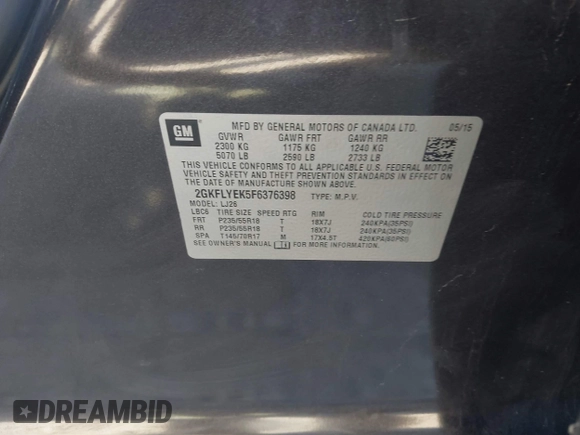 GM
MFD BY GENERAL MOTORS OF CANADA LTD. 05/15
GVWR GAWR FRT GAWR RR
2300 KG 1175 KG 1240 KG
5070 LB 2590 LB 2733 LB
THIS VEHICLE CONFORMS TO ALL APPLICABLE U.S. FEDERAL MOTOR
VEHICLE SAFETY AND THEFT PREVENTION STANDARDS IN EFFECT ON
THE DATE OF MANUFACTURE SHOWN ABOVE.
2GKFLYEK5F6376398 TYPE: M.P.V.
MODEL: LJ26
LBC6 TIRE SIZE SPEED RTG RIM COLD TIRE PRESSURE
FRT P235/55R18 T 18X7J 240KPA(35PSI)
RR P235/55R18 T 18X7J 240KPA(35PSI)
SPA T145/70R17 M 17X4.5T 420KPA(60PSI)
SEE OWNER'S MANUAL FOR MORE INFORMATION.
DREAMBID